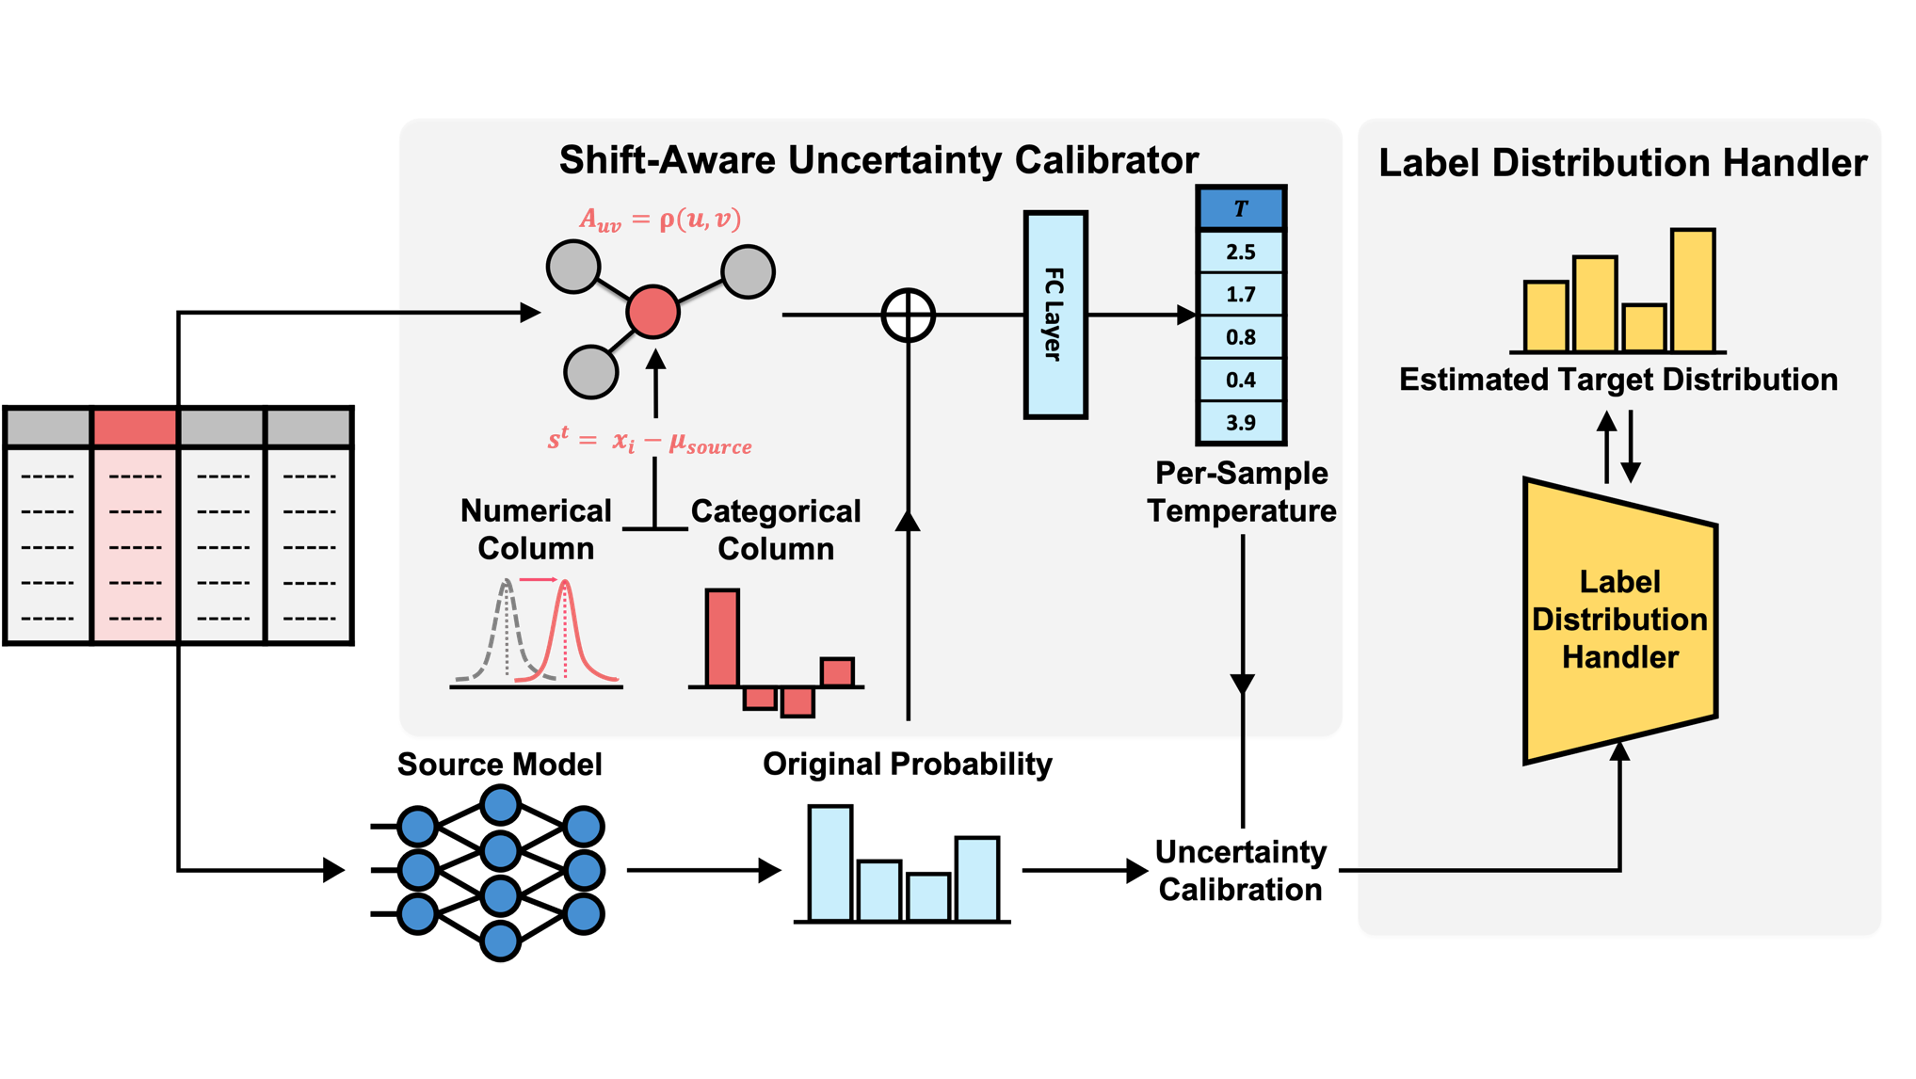 Shift-Aware Uncertainty Calibrator
A_{uv} = ρ(u, v)
s^t = x_i − μ_{source}
Numerical
Column
Categorical
Column
FC Layer
T
2.5
1.7
0.8
0.4
3.9
Per-Sample
Temperature
Source Model
Original Probability
Uncertainty
Calibration
Label Distribution Handler
Estimated Target Distribution
Label
Distribution
Handler